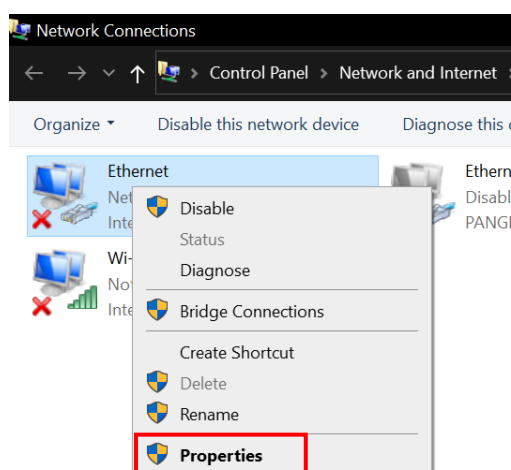 Network Connections
Control Panel > Network and Internet >
Organize Disable this network device Diagnose this
Ethernet
Ethern
Net
Disabl
Inte
PANG
Wi-
No
Inte
Disable
Status
Diagnose
Bridge Connections
Create Shortcut
Delete
Rename
Properties